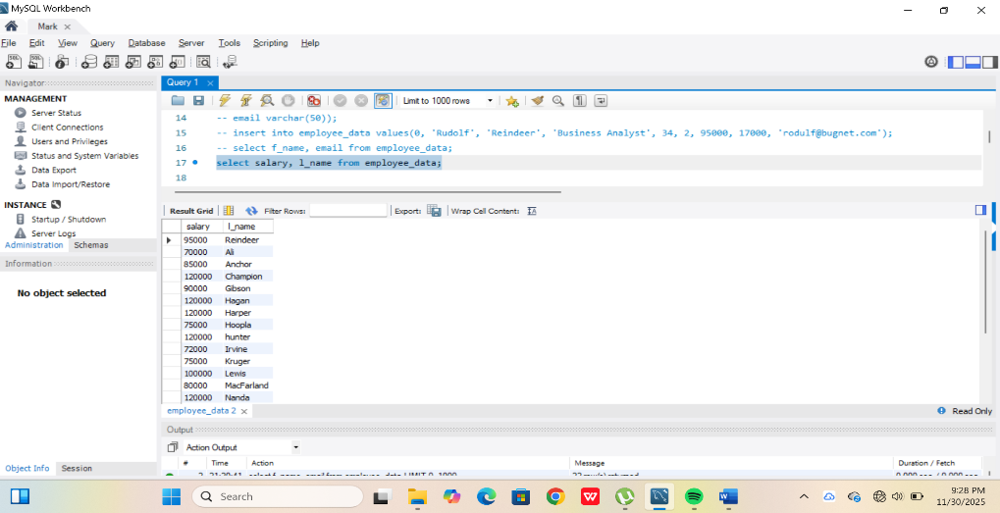 MySQL Workbench
Mark
File Edit View Query Database Server Tools Scripting Help
Navigator
Query 1
MANAGEMENT
Server Status
Client Connections
Users and Privileges
Status and System Variables
Data Export
Data Import/Restore
INSTANCE
Startup / Shutdown
Server Logs
Administration Schemas
Information
No object selected
Object Info Session
Limit to 1000 rows
14 -- email varchar(50));
15 -- insert into employee_data values(0, 'Rudolf', 'Reindeer', 'Business Analyst', 34, 2, 95000, 17000, 'rodulf@bugnet.com');
16 -- select f_name, email from employee_data;
17 select salary, l_name from employee_data;
18
Result Grid Filter Rows: Export: Wrap Cell Content:
salary l_name
95000 Reindeer
70000 Ali
85000 Anchor
120000 Champion
90000 Gibson
120000 Hagan
120000 Harper
75000 Hoopla
120000 hunter
72000 Irvine
75000 Kruger
100000 Lewis
80000 MacFarland
120000 Nanda
employee_data 2 Read Only
Output
Action Output
# Time Action Message Duration / Fetch
Search
9:28 PM
11/30/2025